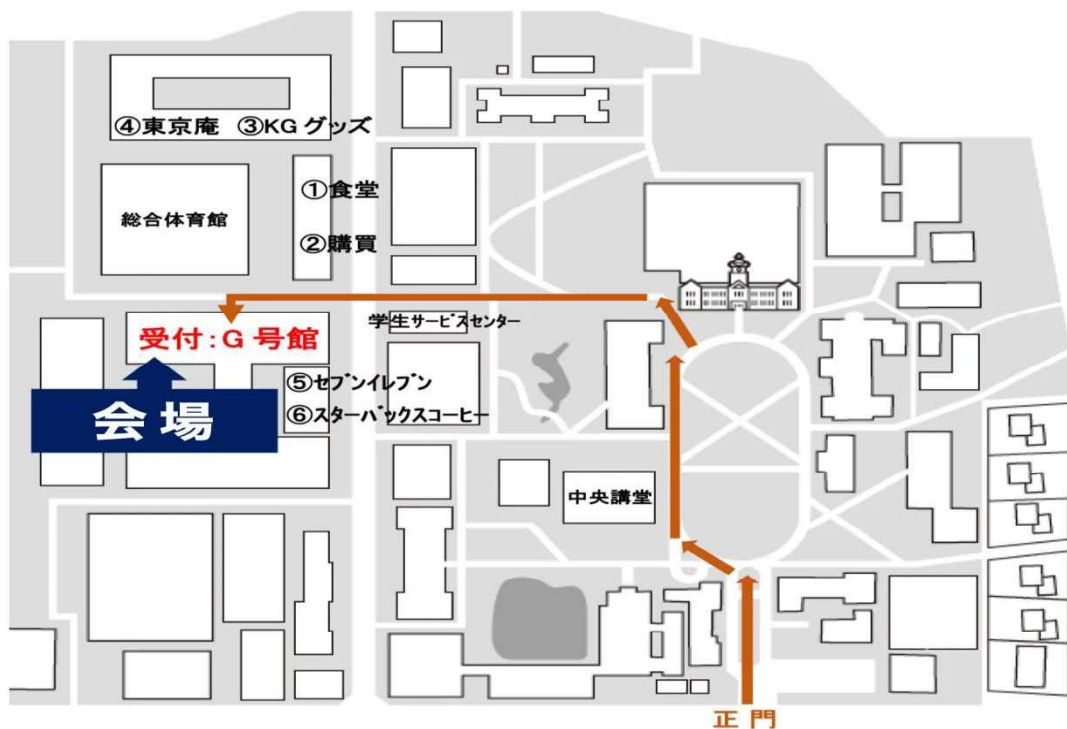 ④東京庵 ③KGグッズ
①食堂
総合体育館
②購買
学生サービスセンター
受付:G号館
⑤セブンイレブン
会場
⑥スターバックスコーヒー
中央講堂
正門